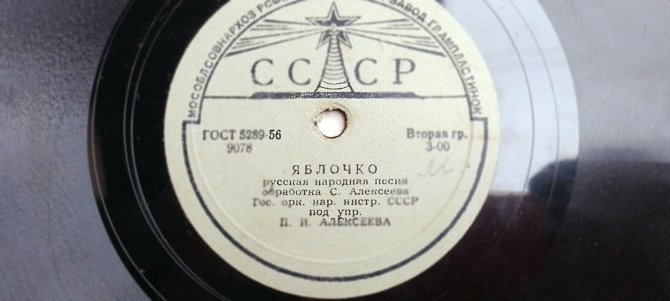 МОСОБЛСОВНАРХОЗ РСФ
ЗАВОД ГРАМПЛАСТИНОК
СССР
ГОСТ 5289-56
Вторая гр.
9078
3-00
ЯБЛОЧКО
русская народная песня
обработка С. Алексеева
Гос. орк. нар. инстр. СССР
под упр.
П. И. АЛЕКСЕЕВА